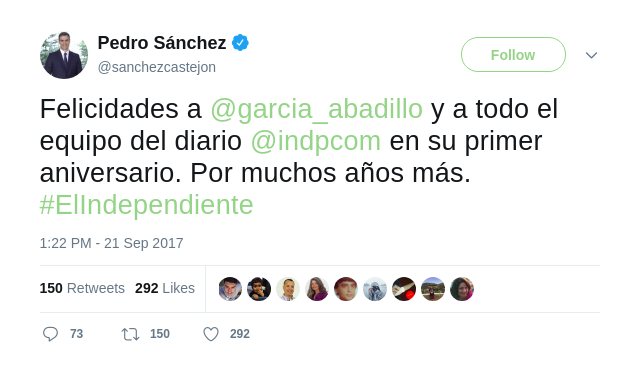 Pedro Sánchez
@sanchezcastejon
Follow
Felicidades a @garcia_abadillo y a todo el
equipo del diario @indpcom en su primer
aniversario. Por muchos años más.
#ElIndependiente
1:22 PM - 21 Sep 2017
150 Retweets 292 Likes
73 150 292